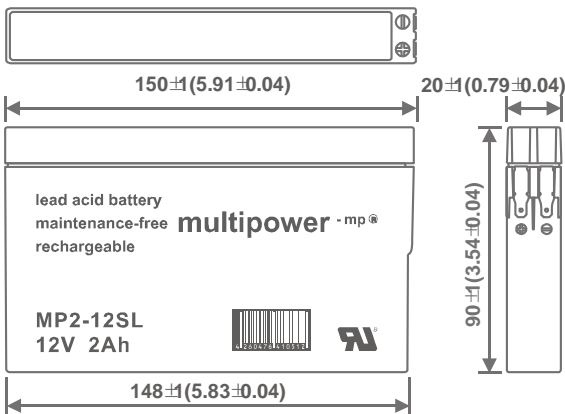 150±1(5.91±0.04)
20±1(0.79±0.04)
lead acid battery
maintenance-free multipower -mp®
rechargeable
90±1(3.54±0.04)
MP2-12SL
12V 2Ah
148±1(5.83±0.04)